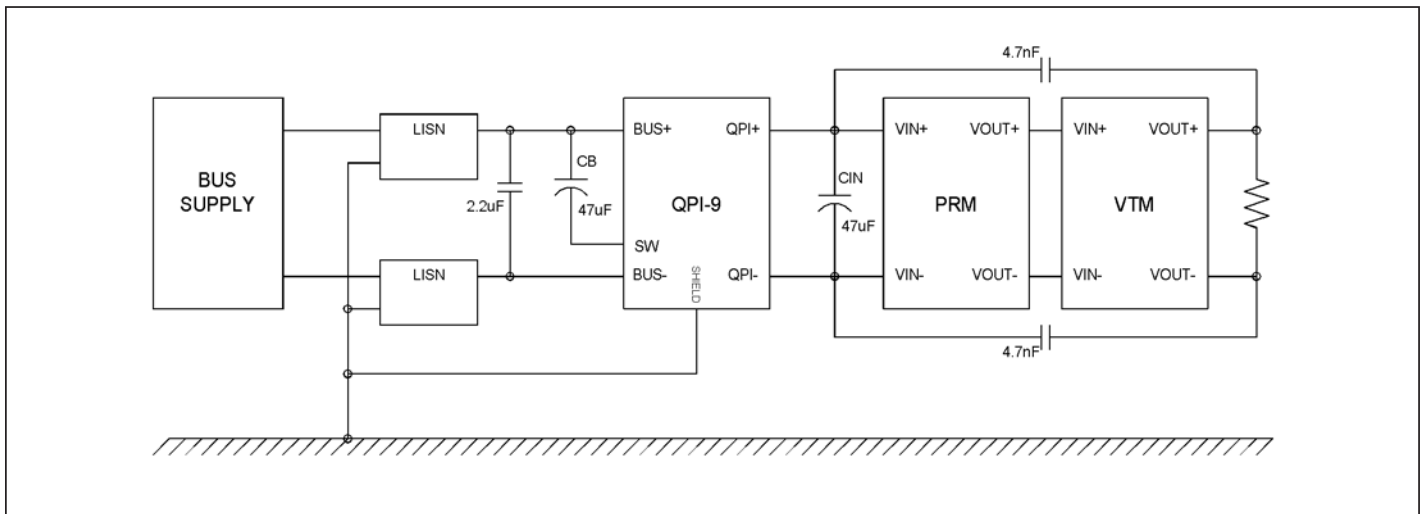 4.7nF
BUS
SUPPLY
LISN
LISN
2.2uF
CB
47uF
BUS+
QPI+
QPI-9
SW
BUS-
SHIELD
QPI-
CIN
47uF
VIN+
VOUT+
PRM
VIN-
VOUT-
VIN+
VOUT+
VTM
VIN-
VOUT-
4.7nF